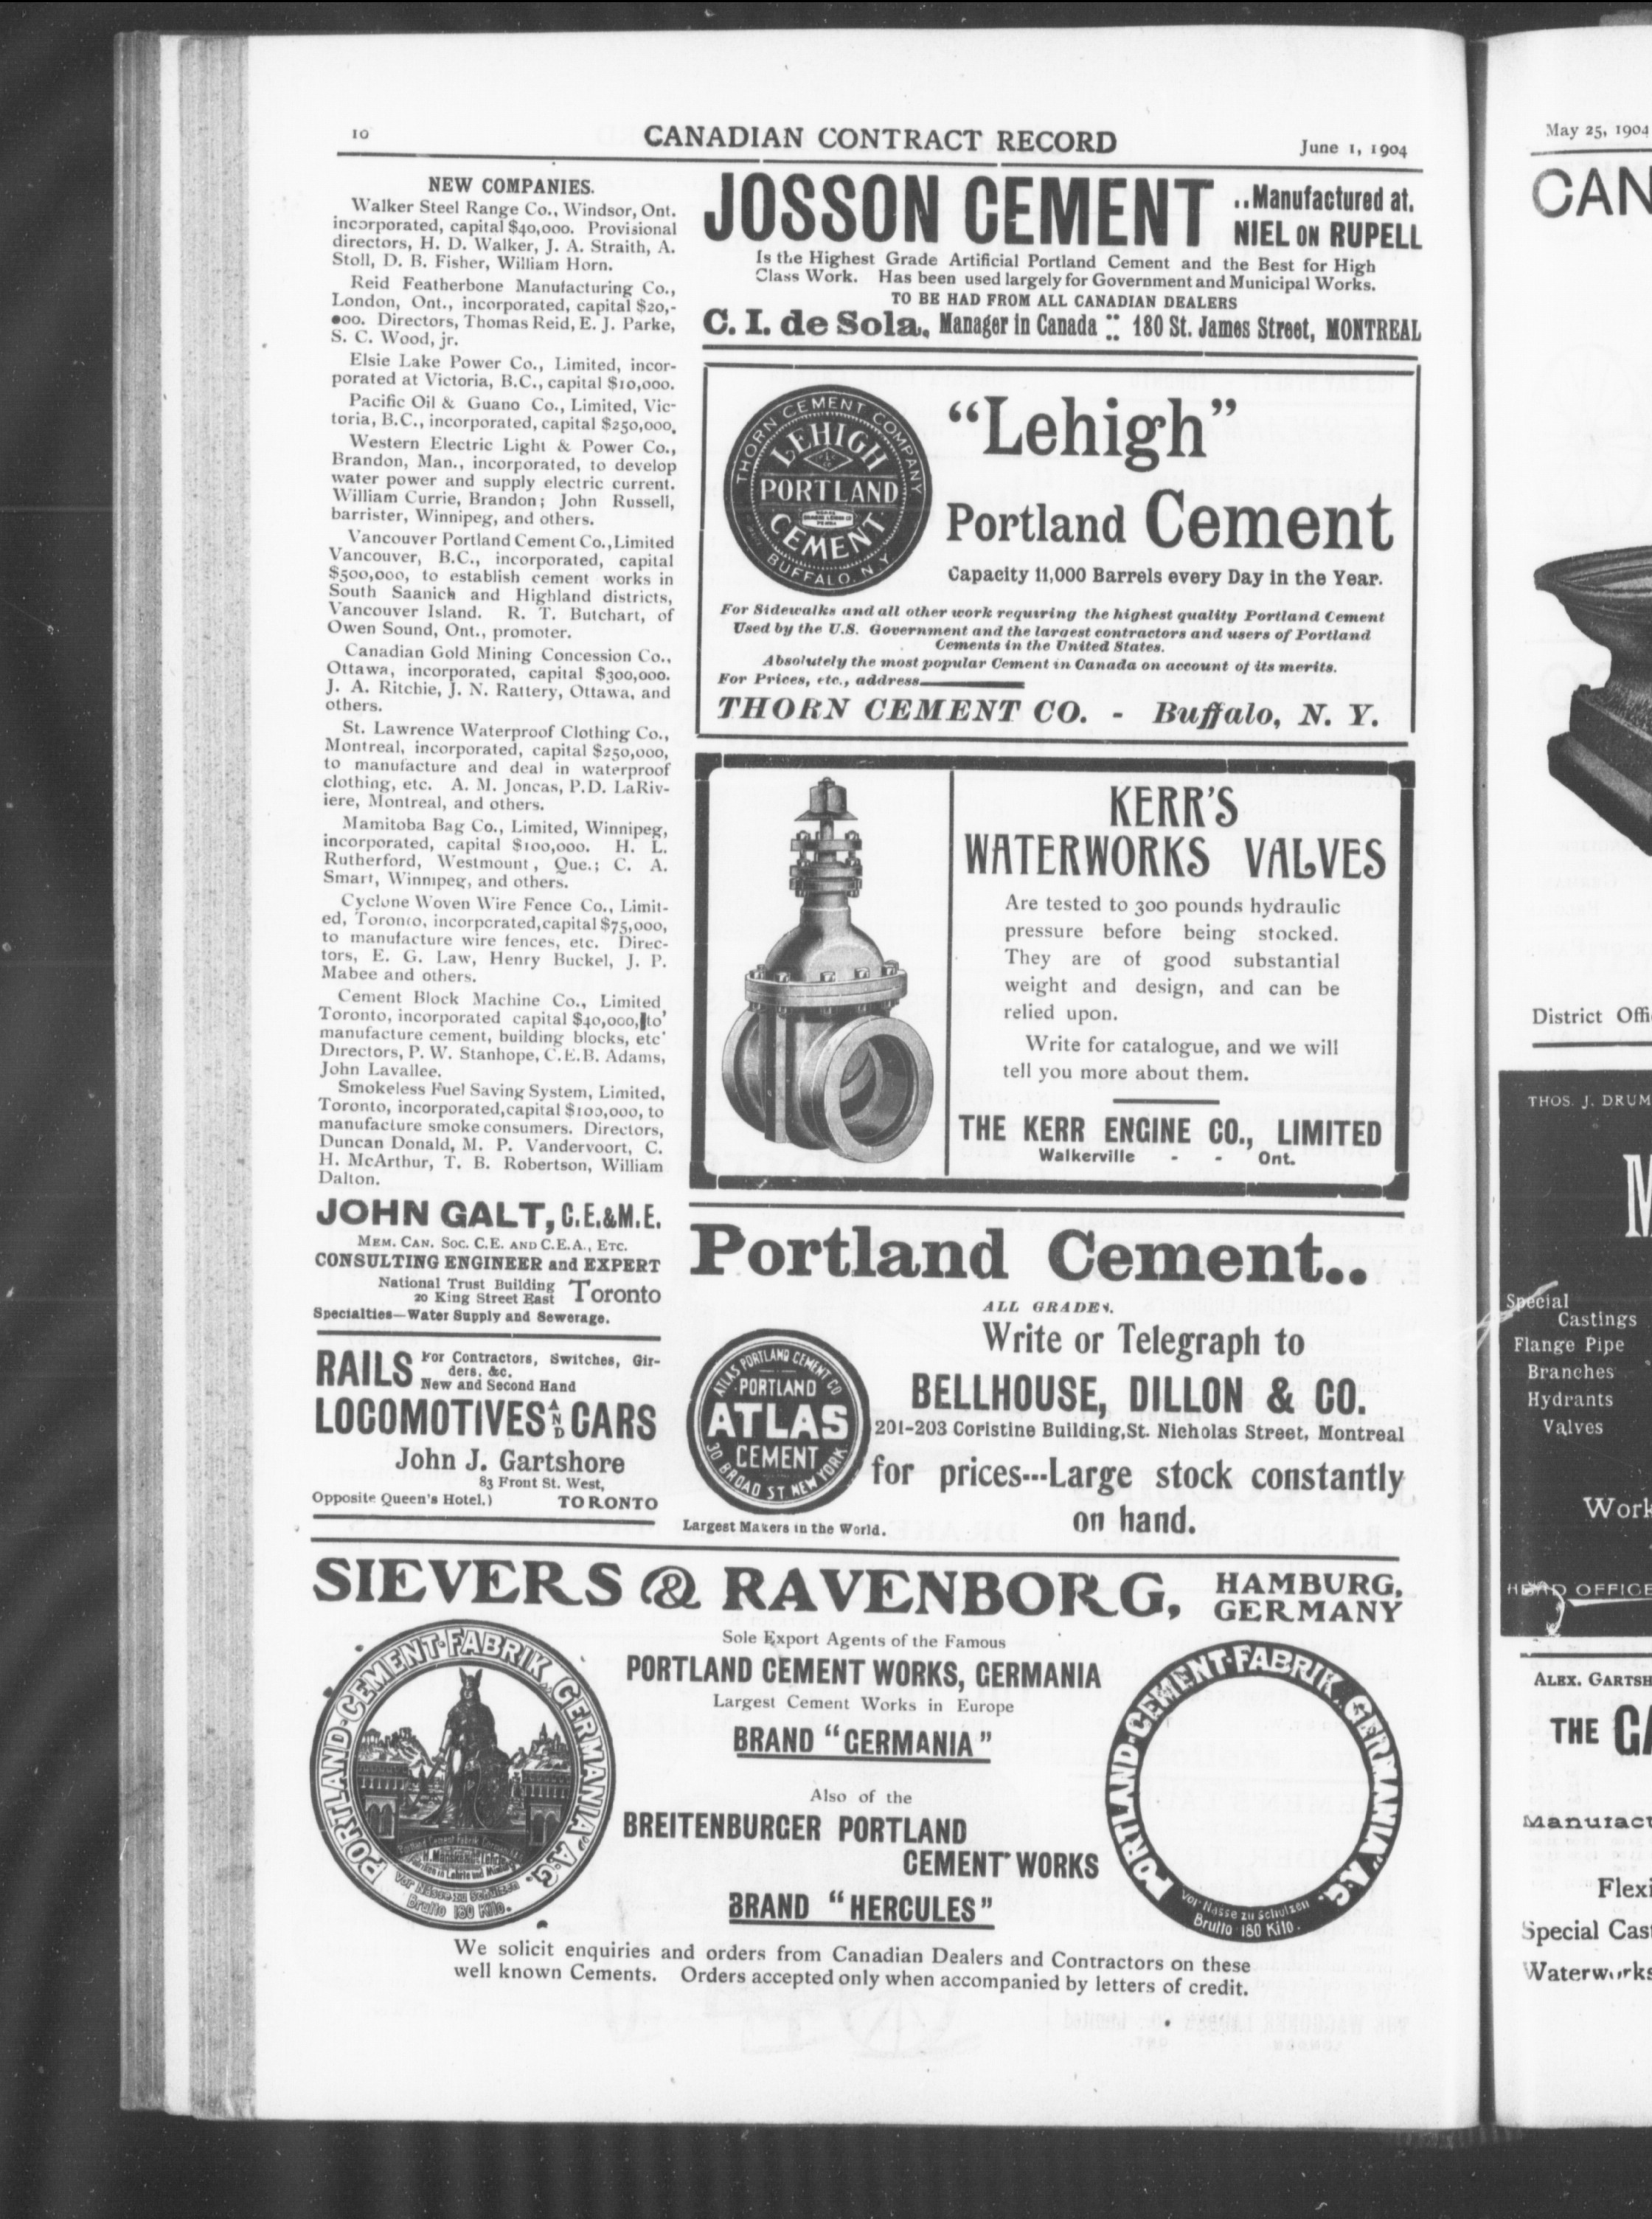 10
CANADIAN CONTRACT RECORD
June 1, 1904
NEW COMPANIES.
Walker Steel Range Co., Windsor, Ont.
incorporated, capital $40,000. Provisional
directors, H. D. Walker, J. A. Straith, A.
Stoll, D. B. Fisher, William Horn.
Reid Featherbone Manufacturing Co.,
London, Ont., incorporated, capital $20,-
000. Directors, Thomas Reid, E. J. Parke,
S. C. Wood, jr.
Elsie Lake Power Co., Limited, incor-
porated at Victoria, B.C., capital $10,000.
Pacific Oil & Guano Co., Limited, Vic-
toria, B.C., incorporated, capital $250,000.
Western Electric Light & Power Co.,
Brandon, Man., incorporated, to develop
water power and supply electric current.
William Currie, Brandon; John Russell,
barrister, Winnipeg, and others.
Vancouver Portland Cement Co., Limited
Vancouver, B.C., incorporated, capital
$500,000, to establish cement works in
South Saanich and Highland districts,
Vancouver Island. R. T. Butchart, of
Owen Sound, Ont., promoter.
Canadian Gold Mining Concession Co.,
Ottawa, incorporated, capital $300,000.
J. A. Ritchie, J. N. Rattery, Ottawa, and
others.
St. Lawrence Waterproof Clothing Co.,
Montreal, incorporated, capital $250,000,
to manufacture and deal in waterproof
clothing, etc. A. M. Joncas, P.D. LaRiv-
iere, Montreal, and others.
Mamitoba Bag Co., Limited, Winnipeg,
incorporated, capital $100,000. H. L.
Rutherford, Westmount, Que.; C. A.
Smart, Winnipeg, and others.
Cyclone Woven Wire Fence Co., Limit-
ed, Toronto, incorporated, capital $75,000,
to manufacture wire fences, etc. Direc-
tors, E. G. Law, Henry Buckel, J. P.
Mabee and others.
Cement Block Machine Co., Limited
Toronto, incorporated capital $40,000, to'
manufacture cement, building blocks, etc'
Directors, P. W. Stanhope, C.E.B. Adams,
John Lavallee.
Smokeless Fuel Saving System, Limited,
Toronto, incorporated, capital $100,000, to
manufacture smoke consumers. Directors,
Duncan Donald, M. P. Vandervoort, C.
H. McArthur, T. B. Robertson, William
Dalton.
JOHN GALT, C.E.&M.E.
MEM. CAN. SOC. C.E. AND C.E.A., ETC.
CONSULTING ENGINEER and EXPERT
National Trust Building
20 King Street East Toronto
Specialties—Water Supply and Sewerage.
RAILS For Contractors, Switches, Gir-
ders, &c.
New and Second Hand
LOCOMOTIVES AND CARS
John J. Gartshore
83 Front St. West,
Opposite Queen's Hotel.) TORONTO
JOSSON CEMENT
..Manufactured at.
NIEL ON RUPELL
Is the Highest Grade Artificial Portland Cement and the Best for High
Class Work. Has been used largely for Government and Municipal Works.
TO BE HAD FROM ALL CANADIAN DEALERS
C. I. de Sola, Manager in Canada :: 180 St. James Street, MONTREAL
THORN CEMENT COMPANY
LEHIGH
PORTLAND
CEMENT
BUFFALO. N.Y
"Lehigh"
Portland Cement
Capacity 11,000 Barrels every Day in the Year.
For Sidewalks and all other work requiring the highest quality Portland Cement
Used by the U.S. Government and the largest contractors and users of Portland
Cements in the United States.
Absolutely the most popular Cement in Canada on account of its merits.
For Prices, etc., address
THORN CEMENT CO. - Buffalo, N. Y.
KERR'S
WATERWORKS VALVES
Are tested to 300 pounds hydraulic
pressure before being stocked.
They are of good substantial
weight and design, and can be
relied upon.
Write for catalogue, and we will
tell you more about them.
THE KERR ENGINE CO., LIMITED
Walkerville - - Ont.
Portland Cement..
ALL GRADES.
Write or Telegraph to
BELLHOUSE, DILLON & CO.
201-203 Coristine Building, St. Nicholas Street, Montreal
for prices---Large stock constantly
on hand.
ATLAS PORTLAND CEMENT CO
PORTLAND
ATLAS
CEMENT
30 BROAD ST NEW YORK
Largest Makers in the World.
SIEVERS & RAVENBORG,
HAMBURG,
GERMANY
Sole Export Agents of the Famous
PORTLAND CEMENT WORKS, GERMANIA
Largest Cement Works in Europe
BRAND "GERMANIA"
Also of the
BREITENBURGER PORTLAND
CEMENT WORKS
BRAND "HERCULES"
PORTLAND-CEMENT-FABRIK „GERMANIA" A.G.
Vor Nässe zu Schützen
Brutto 180 Kilo.
PORTLAND-CEMENT-FABRIK „GERMANIA" A.G.
Vor Nässe zu Schützen
Brutto 180 Kilo.
We solicit enquiries and orders from Canadian Dealers and Contractors on these
well known Cements. Orders accepted only when accompanied by letters of credit.
May 25, 1904
CAN
District Offi
THOS. J. DRUM
M
Special
Castings
Flange Pipe
Branches
Hydrants
Valves
Work
HEAD OFFICE
ALEX. GARTSH
THE GA
Manufact
Flexi
Special Cas
Waterworks